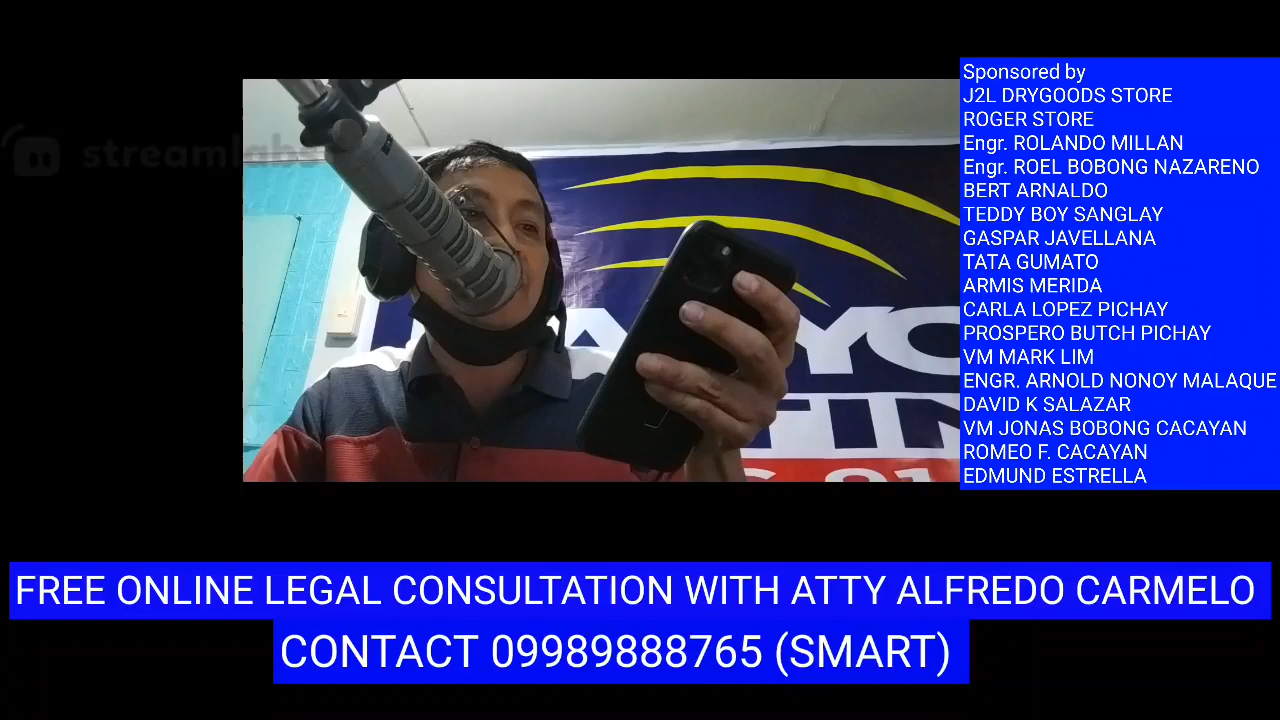 streamlabs
Sponsored by
J2L DRYGOODS STORE
ROGER STORE
Engr. ROLANDO MILLAN
Engr. ROEL BOBONG NAZARENO
BERT ARNALDO
TEDDY BOY SANGLAY
GASPAR JAVELLANA
TATA GUMATO
ARMIS MERIDA
CARLA LOPEZ PICHAY
PROSPERO BUTCH PICHAY
VM MARK LIM
ENGR. ARNOLD NONOY MALAQUE
DAVID K SALAZAR
VM JONAS BOBONG CACAYAN
ROMEO F. CACAYAN
EDMUND ESTRELLA
FREE ONLINE LEGAL CONSULTATION WITH ATTY ALFREDO CARMELO
CONTACT 09989888765 (SMART)